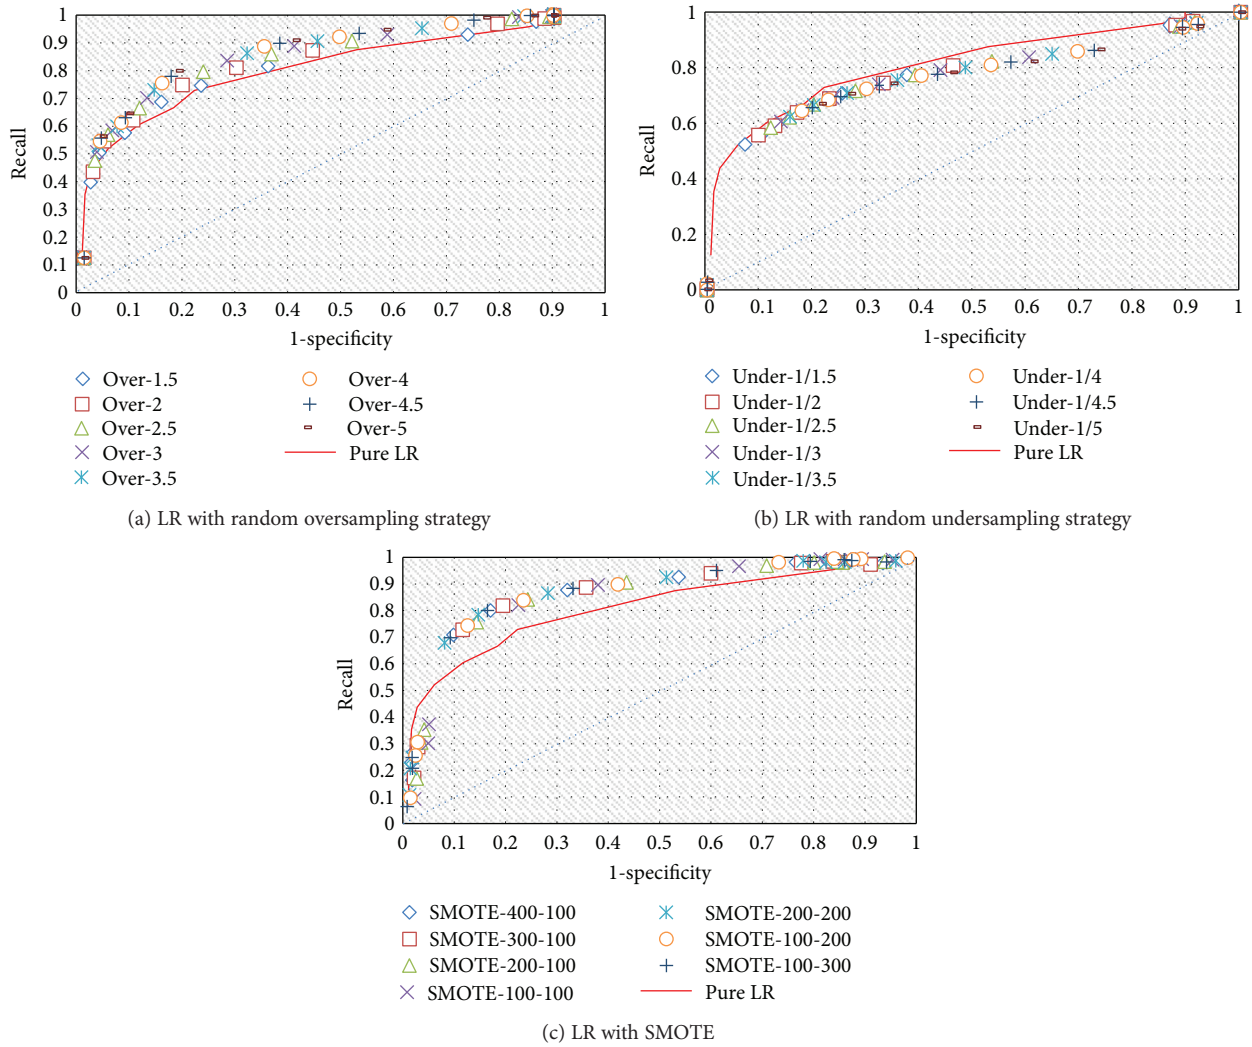 Recall
1
0.9
0.8
0.7
0.6
0.5
0.4
0.3
0.2
0.1
0
0 0.1 0.2 0.3 0.4 0.5 0.6 0.7 0.8 0.9 1
1-specificity
Over-1.5
Over-2
Over-2.5
Over-3
Over-3.5
Over-4
Over-4.5
Over-5
Pure LR
(a) LR with random oversampling strategy
Recall
1
0.8
0.6
0.4
0.2
0
0 0.1 0.2 0.3 0.4 0.5 0.6 0.7 0.8 0.9 1
1-specificity
Under-1/1.5
Under-1/2
Under-1/2.5
Under-1/3
Under-1/3.5
Under-1/4
Under-1/4.5
Under-1/5
Pure LR
(b) LR with random undersampling strategy
Recall
1
0.9
0.8
0.7
0.6
0.5
0.4
0.3
0.2
0.1
0
0 0.1 0.2 0.3 0.4 0.5 0.6 0.7 0.8 0.9 1
1-specificity
SMOTE-400-100
SMOTE-300-100
SMOTE-200-100
SMOTE-100-100
SMOTE-200-200
SMOTE-100-200
SMOTE-100-300
Pure LR
(c) LR with SMOTE